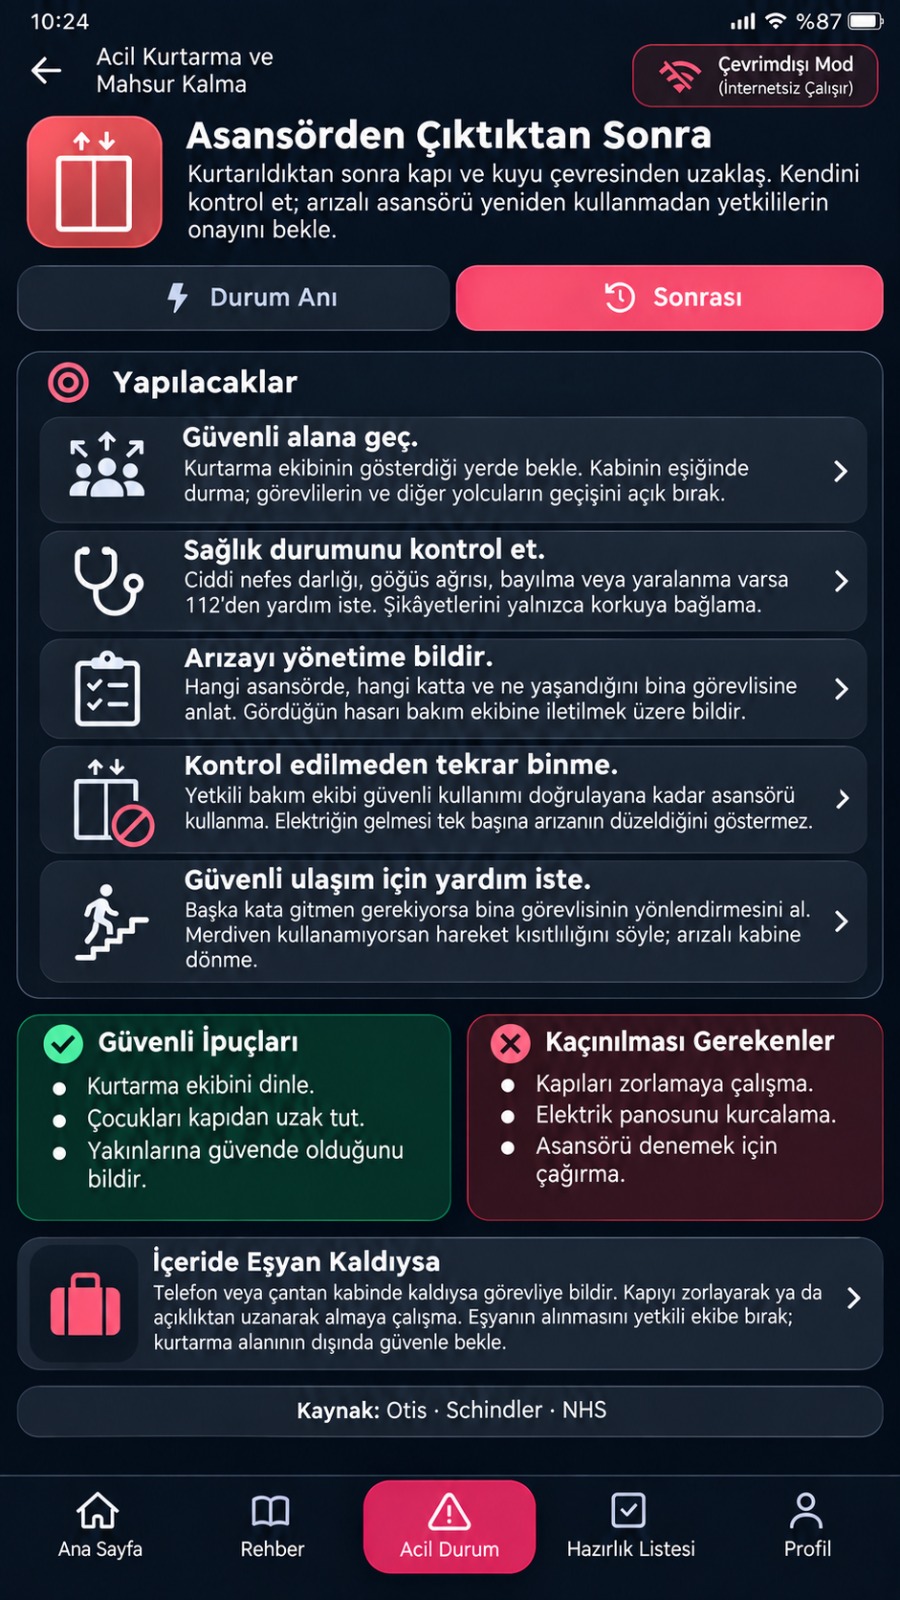 10:24
%87
Acil Kurtarma ve
Mahsur Kalma
Çevrimdışı Mod
(İnternetsiz Çalışır)
Asansörden Çıktıktan Sonra
Kurtarıldıktan sonra kapı ve kuyu çevresinden uzaklaş. Kendini
kontrol et; arızalı asansörü yeniden kullanmadan yetkililerin
onayını bekle.
Durum Anı
Sonrası
Yapılacaklar
Güvenli alana geç.
Kurtarma ekibinin gösterdiği yerde bekle. Kabinin eşiğinde
durma; görevlilerin ve diğer yolcuların geçişini açık bırak.
Sağlık durumunu kontrol et.
Ciddi nefes darlığı, göğüs ağrısı, bayılma veya yaralanma varsa
112'den yardım iste. Şikâyetlerini yalnızca korkuya bağlama.
Arızayı yönetime bildir.
Hangi asansörde, hangi katta ve ne yaşandığını bina görevlisine
anlat. Gördüğün hasarı bakım ekibine iletilmek üzere bildir.
Kontrol edilmeden tekrar binme.
Yetkili bakım ekibi güvenli kullanımı doğrulayana kadar asansörü
kullanma. Elektriğin gelmesi tek başına arızanın düzeldiğini göstermez.
Güvenli ulaşım için yardım iste.
Başka kata gitmen gerekiyorsa bina görevlisinin yönlendirmesini al.
Merdiven kullanamıyorsan hareket kısıtlılığını söyle; arızalı kabine
dönme.
Güvenli İpuçları
Kurtarma ekibini dinle.
Çocukları kapıdan uzak tut.
Yakınlarına güvende olduğunu
bildir.
Kaçınılması Gerekenler
Kapıları zorlamaya çalışma.
Elektrik panosunu kurcalama.
Asansörü denemek için
çağırma.
İçeride Eşyan Kaldıysa
Telefon veya çantan kabinde kaldıysa görevliye bildir. Kapıyı zorlayarak ya da
açıklıktan uzanarak almaya çalışma. Eşyanın alınmasını yetkili ekibe bırak;
kurtarma alanının dışında güvenle bekle.
Kaynak: Otis · Schindler · NHS
Ana Sayfa
Rehber
Acil Durum
Hazırlık Listesi
Profil